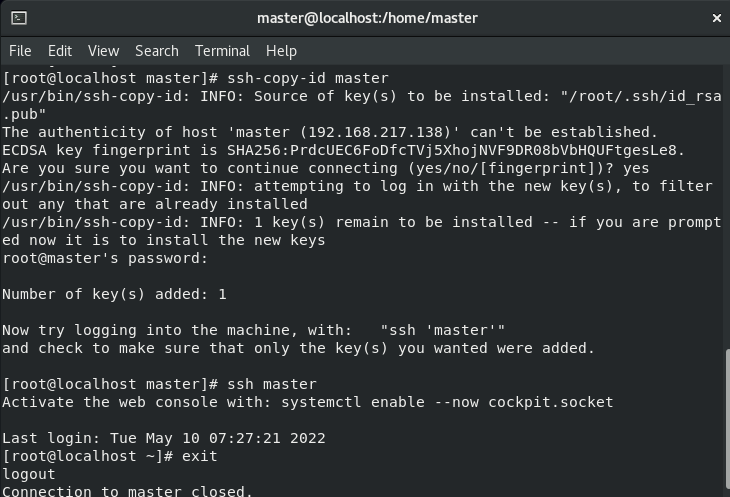 master@localhost:/home/master
×
File Edit View Search Terminal Help
[root@localhost master]# ssh-copy-id master
/usr/bin/ssh-copy-id: INFO: Source of key(s) to be installed: "/root/.ssh/id_rsa
.pub"
The authenticity of host 'master (192.168.217.138)' can't be established.
ECDSA key fingerprint is SHA256:PrdcUEC6FoDfcTVj5XhojNVF9DR08bVbHQUFtgesLe8.
Are you sure you want to continue connecting (yes/no/[fingerprint])? yes
/usr/bin/ssh-copy-id: INFO: attempting to log in with the new key(s), to filter
out any that are already installed
/usr/bin/ssh-copy-id: INFO: 1 key(s) remain to be installed -- if you are prompt
ed now it is to install the new keys
root@master's password:
Number of key(s) added: 1
Now try logging into the machine, with:   "ssh 'master'"
and check to make sure that only the key(s) you wanted were added.
[root@localhost master]# ssh master
Activate the web console with: systemctl enable --now cockpit.socket
Last login: Tue May 10 07:27:21 2022
[root@localhost ~]# exit
logout
Connection to master closed.